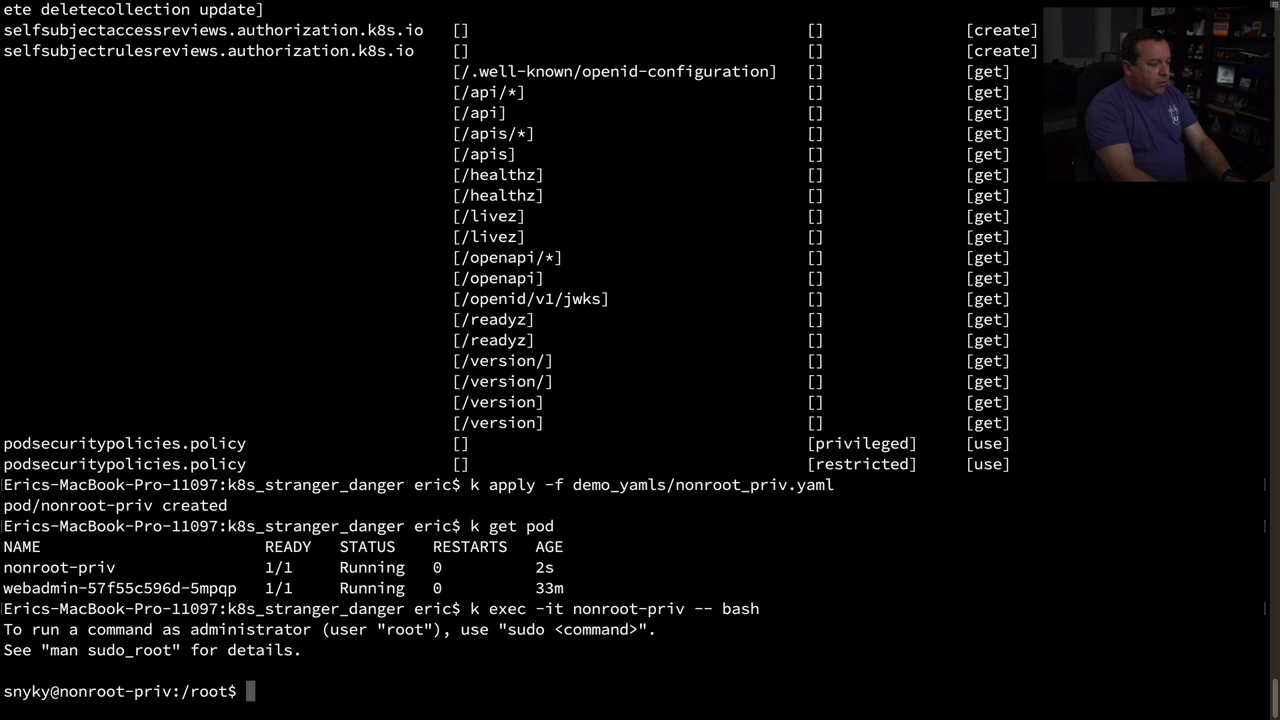 ete deletecollection update]
selfsubjectaccessreviews.authorization.k8s.io [] [] [create]
selfsubjectrulesreviews.authorization.k8s.io [] [] [create]
[/.well-known/openid-configuration] [] [get]
[/api/*] [] [get]
[/api] [] [get]
[/apis/*] [] [get]
[/apis] [] [get]
[/healthz] [] [get]
[/healthz] [] [get]
[/livez] [] [get]
[/livez] [] [get]
[/openapi/*] [] [get]
[/openapi] [] [get]
[/openid/v1/jwks] [] [get]
[/readyz] [] [get]
[/readyz] [] [get]
[/version/] [] [get]
[/version/] [] [get]
[/version] [] [get]
[/version] [] [get]
podsecuritypolicies.policy [] [privileged] [use]
podsecuritypolicies.policy [] [restricted] [use]
[Erics-MacBook-Pro-11097:k8s_stranger_danger eric$ k apply -f demo_yamls/nonroot_priv.yaml
pod/nonroot-priv created
[Erics-MacBook-Pro-11097:k8s_stranger_danger eric$ k get pod
NAME READY STATUS RESTARTS AGE
nonroot-priv 1/1 Running 0 2s
webadmin-57f55c596d-5mpqp 1/1 Running 0 33m
[Erics-MacBook-Pro-11097:k8s_stranger_danger eric$ k exec -it nonroot-priv -- bash
To run a command as administrator (user "root"), use "sudo <command>".
See "man sudo_root" for details.
snyky@nonroot-priv:/root$